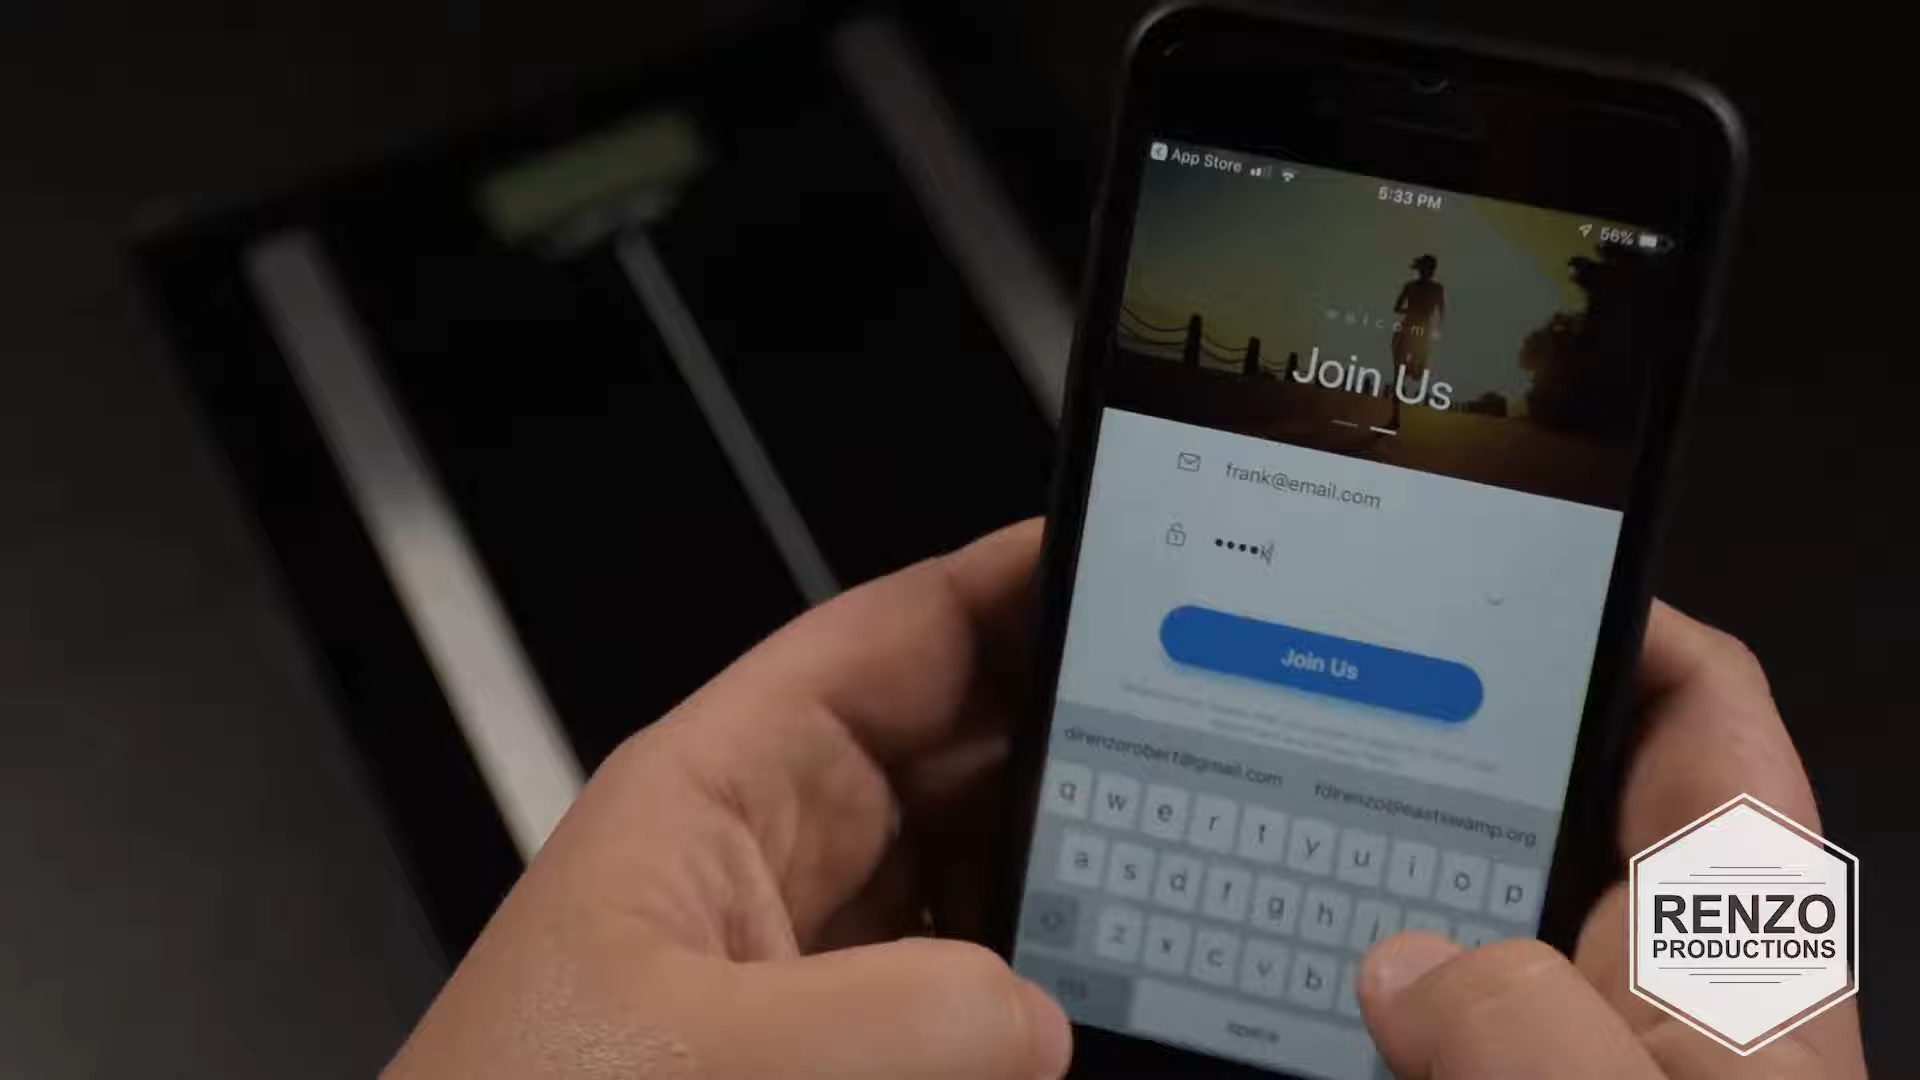 App Store
5:33 PM
56%
welcome
Join Us
frank@email.com
••••k
Join Us
direnzorobert@gmail.com rdirenzo@eastswamp.org
q w e r t y u i o p
a s d f g h j
z x c v b
space
RENZO
PRODUCTIONS